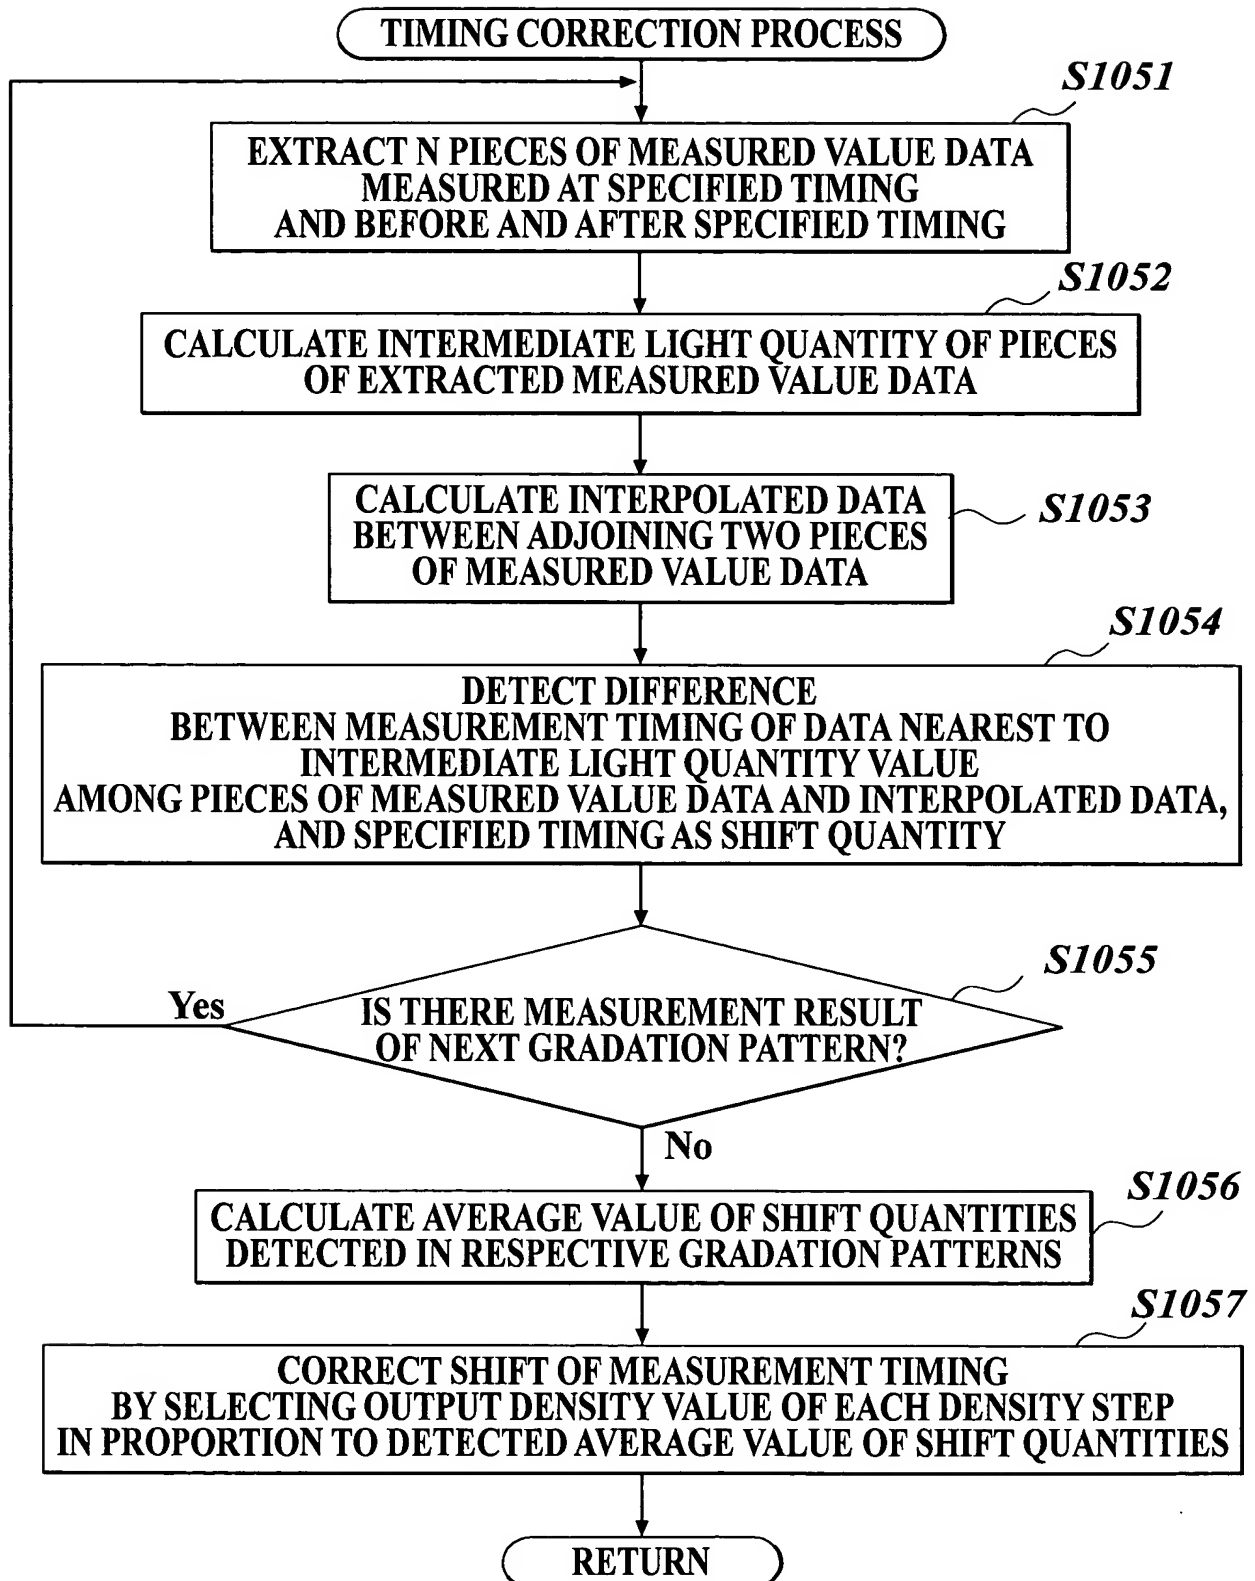 TIMING CORRECTION PROCESS
S1051
EXTRACT N PIECES OF MEASURED VALUE DATA
MEASURED AT SPECIFIED TIMING
AND BEFORE AND AFTER SPECIFIED TIMING
S1052
CALCULATE INTERMEDIATE LIGHT QUANTITY OF PIECES
OF EXTRACTED MEASURED VALUE DATA
CALCULATE INTERPOLATED DATA
BETWEEN ADJOINING TWO PIECES
OF MEASURED VALUE DATA
S1053
S1054
DETECT DIFFERENCE
BETWEEN MEASUREMENT TIMING OF DATA NEAREST TO
INTERMEDIATE LIGHT QUANTITY VALUE
AMONG PIECES OF MEASURED VALUE DATA AND INTERPOLATED DATA,
AND SPECIFIED TIMING AS SHIFT QUANTITY
S1055
Yes
IS THERE MEASUREMENT RESULT
OF NEXT GRADATION PATTERN?
No
S1056
CALCULATE AVERAGE VALUE OF SHIFT QUANTITIES
DETECTED IN RESPECTIVE GRADATION PATTERNS
S1057
CORRECT SHIFT OF MEASUREMENT TIMING
BY SELECTING OUTPUT DENSITY VALUE OF EACH DENSITY STEP
IN PROPORTION TO DETECTED AVERAGE VALUE OF SHIFT QUANTITIES
RETURN